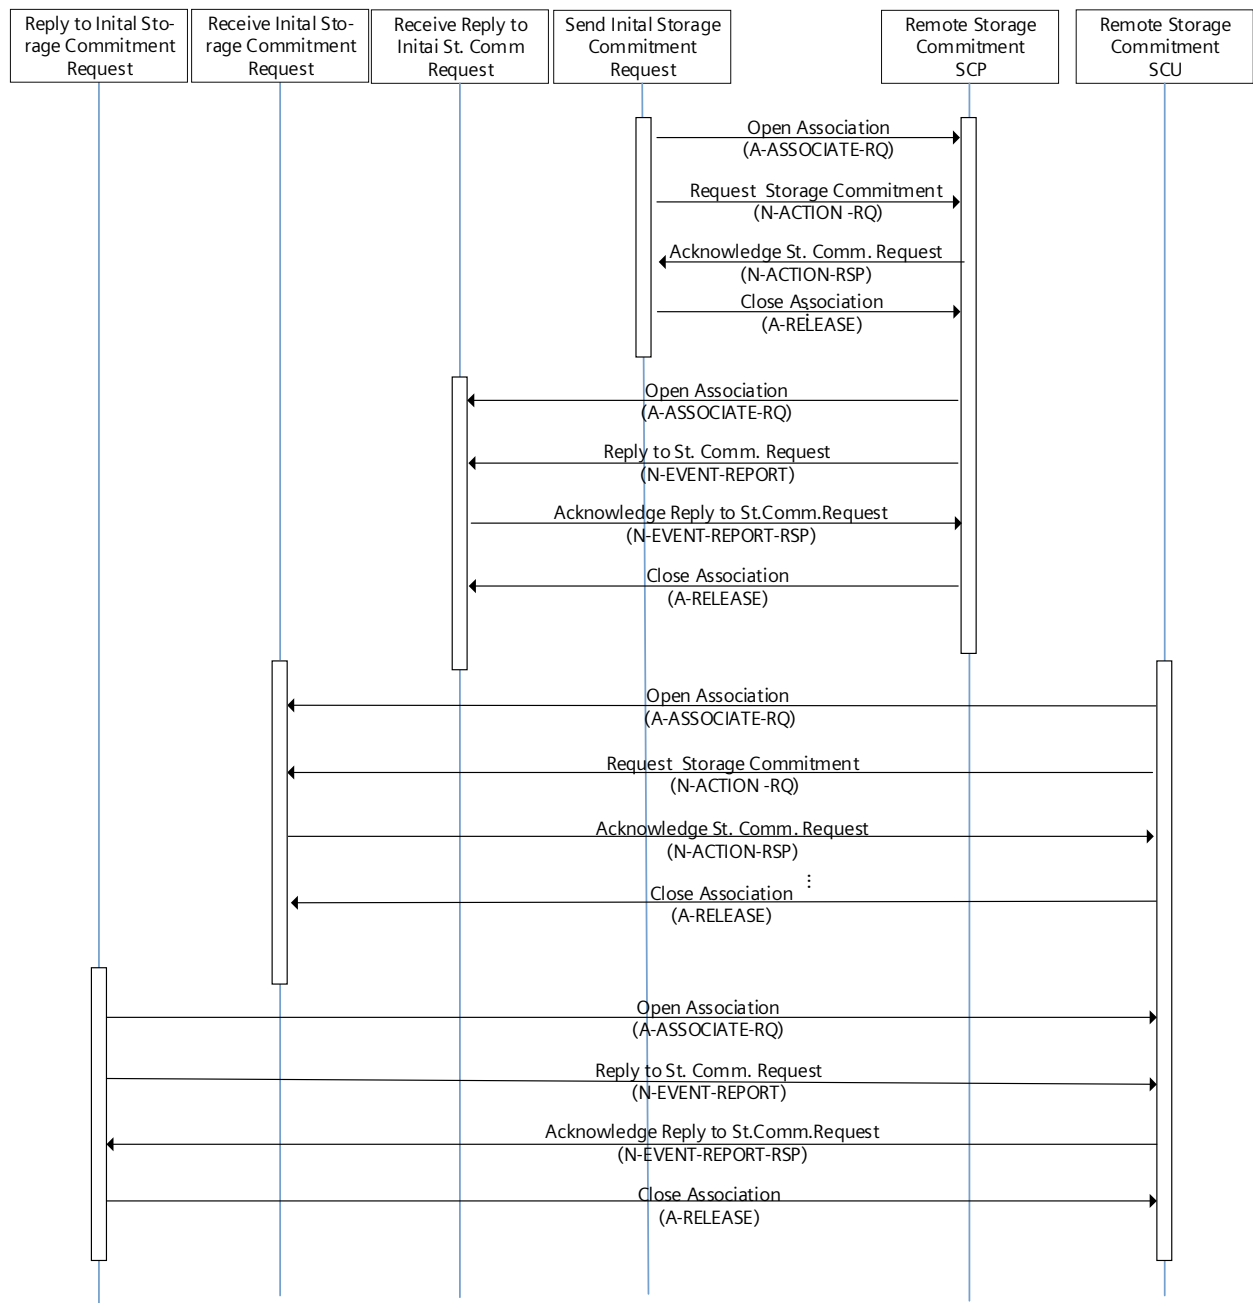 Reply to Inital Sto-
rage Commitment
Request
Receive Inital Sto-
rage Commitment
Request
Receive Reply to
Initai St. Comm
Request
Send Inital Storage
Commitment
Request
Remote Storage
Commitment
SCP
Remote Storage
Commitment
SCU
Open Association
(A-ASSOCIATE-RQ)
Request  Storage Commitment
(N-ACTION -RQ)
Acknowledge St. Comm. Request
(N-ACTION-RSP)
Close Association
(A-RELEASE)
Open Association
(A-ASSOCIATE-RQ)
Reply to St. Comm. Request
(N-EVENT-REPORT)
Acknowledge Reply to St.Comm.Request
(N-EVENT-REPORT-RSP)
Close Association
(A-RELEASE)
Open Association
(A-ASSOCIATE-RQ)
Request  Storage Commitment
(N-ACTION -RQ)
Acknowledge St. Comm. Request
(N-ACTION-RSP)
Close Association
(A-RELEASE)
Open Association
(A-ASSOCIATE-RQ)
Reply to St. Comm. Request
(N-EVENT-REPORT)
Acknowledge Reply to St.Comm.Request
(N-EVENT-REPORT-RSP)
Close Association
(A-RELEASE)